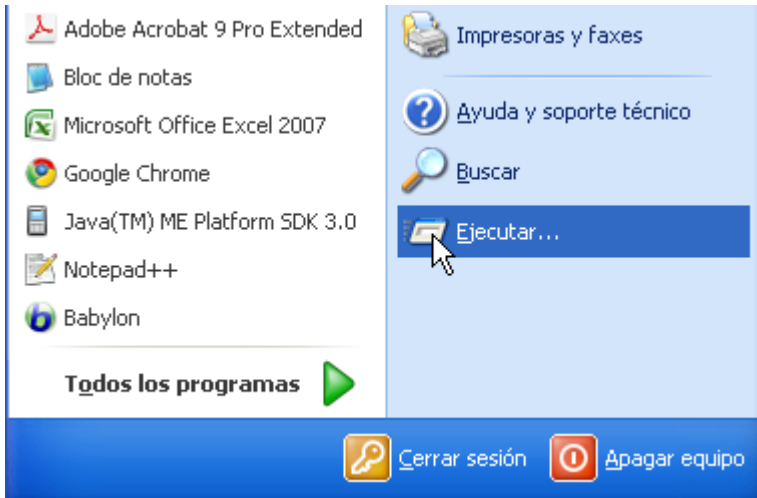 Adobe Acrobat 9 Pro Extended
Bloc de notas
Microsoft Office Excel 2007
Google Chrome
Java(TM) ME Platform SDK 3.0
Notepad++
Babylon
Todos los programas
Impresoras y faxes
Ayuda y soporte técnico
Buscar
Ejecutar...
Cerrar sesión
Apagar equipo